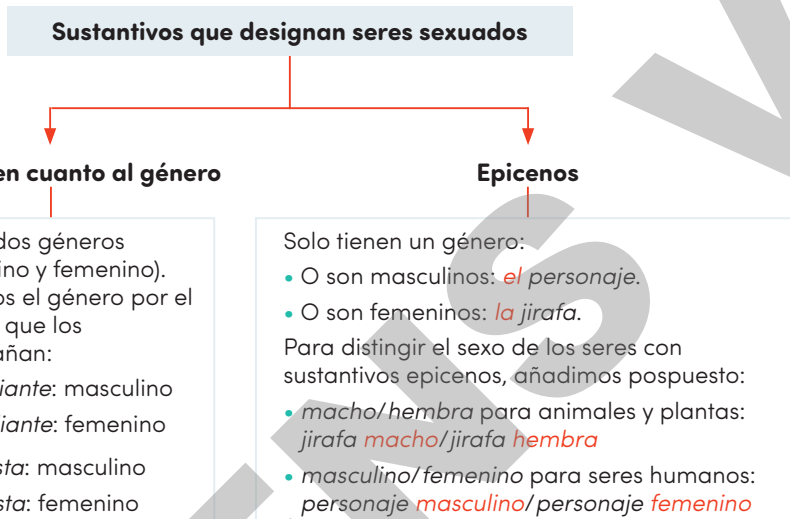 Sustantivos que designan seres sexuados
en cuanto al género
dos géneros
ino y femenino).
os el género por el
que los
añan:
iante: masculino
iante: femenino
sta: masculino
sta: femenino
Epicenos
Solo tienen un género:
• O son masculinos: el personaje.
• O son femeninos: la jirafa.
Para distingir el sexo de los seres con
sustantivos epicenos, añadimos pospuesto:
• macho/hembra para animales y plantas:
jirafa macho/jirafa hembra
• masculino/femenino para seres humanos:
personaje masculino/personaje femenino